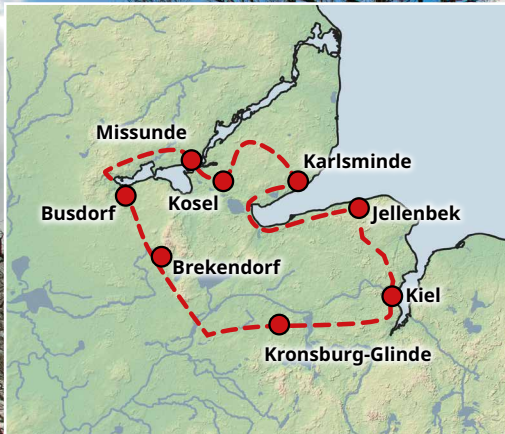 Missunde
Karlsminde
Kosel
Busdorf
Jellenbek
Brekendorf
Kiel
Kronsburg-Glinde